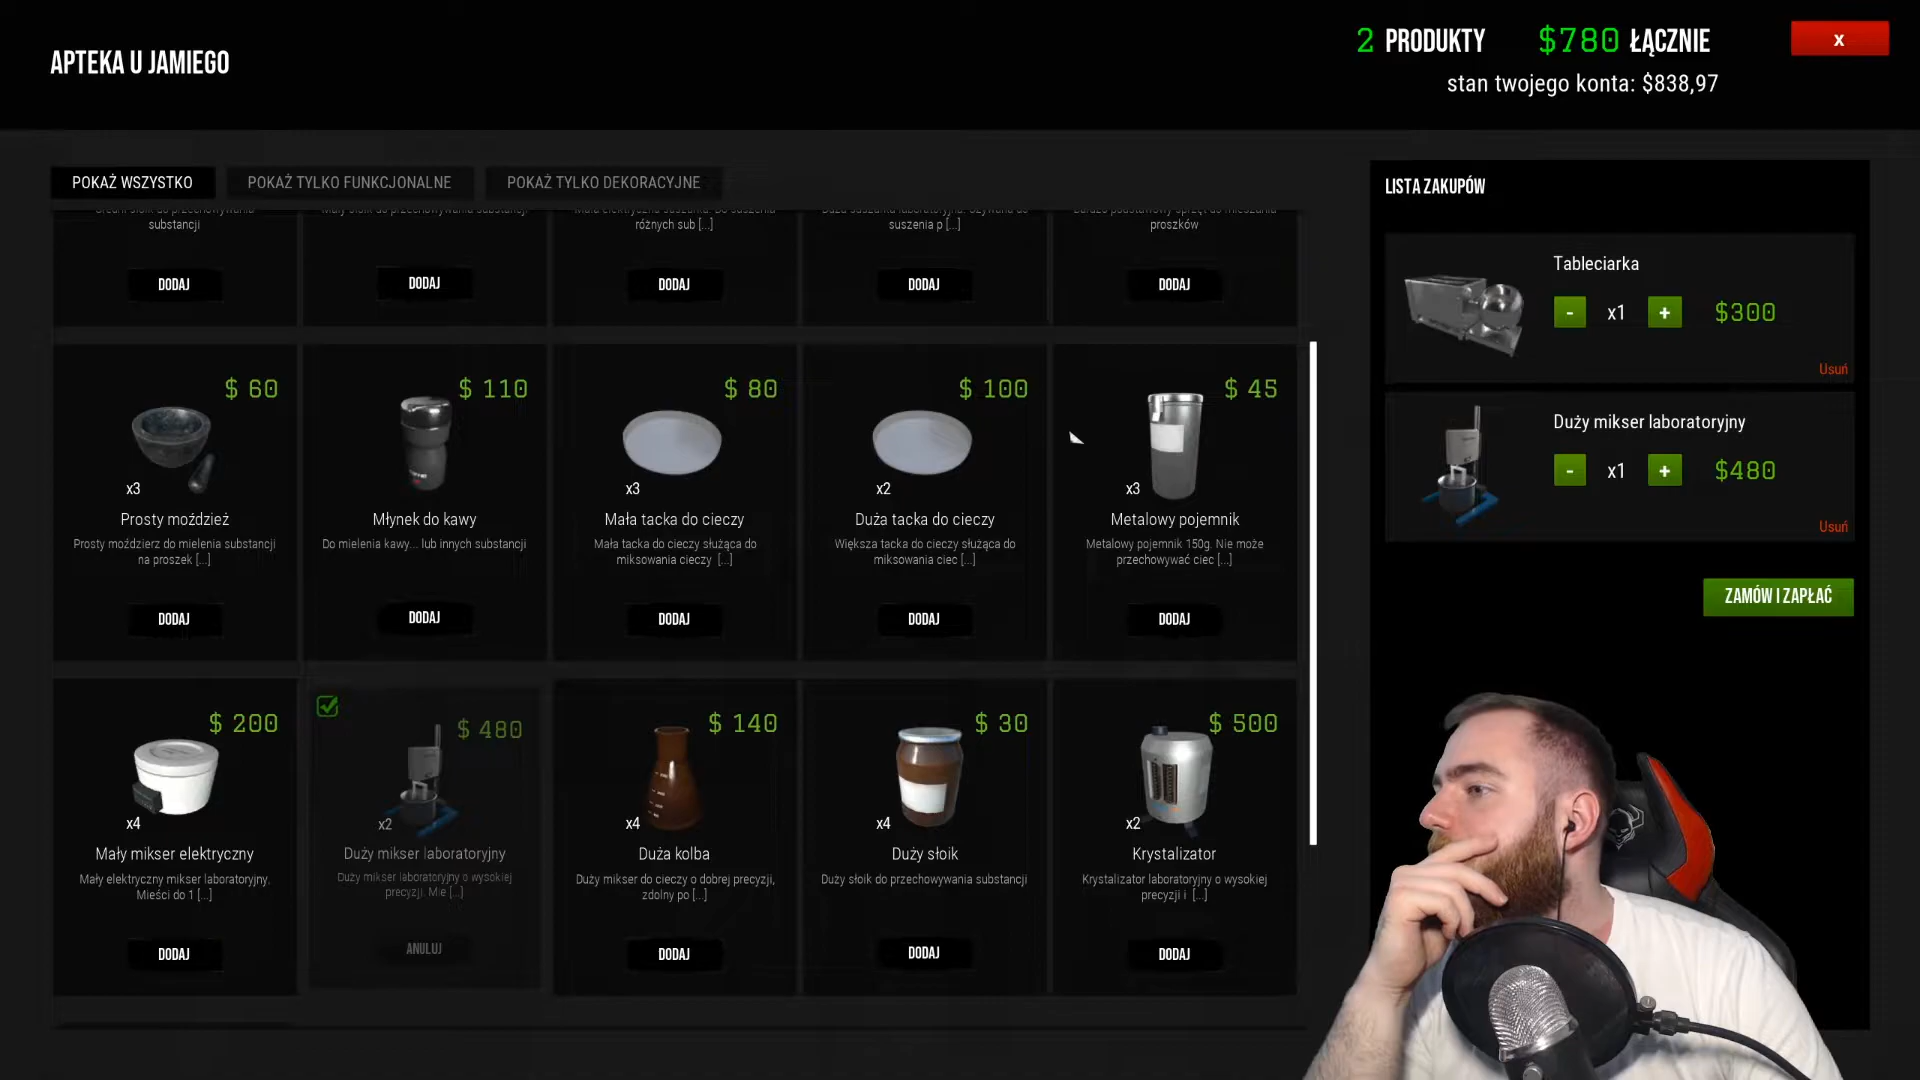 APTEKA U JAMIEGO
2 PRODUKTY $780 ŁĄCZNIE
x
stan twojego konta: $838,97
POKAŻ WSZYSTKO
POKAŻ TYLKO FUNKCJONALNE
POKAŻ TYLKO DEKORACYJNE
substancji
różnych sub [...]
suszenia p [...]
proszków
DODAJ
DODAJ
DODAJ
DODAJ
DODAJ
$ 60
x3
Prosty moździeż
Prosty moździerz do mielenia substancji
na proszek [...]
DODAJ
$ 110
Młynek do kawy
Do mielenia kawy... lub innych substancji
DODAJ
$ 80
x3
Mała tacka do cieczy
Mała tacka do cieczy służąca do
miksowania cieczy [...]
DODAJ
$ 100
x2
Duża tacka do cieczy
Większa tacka do cieczy służąca do
miksowania ciec [...]
DODAJ
$ 45
x3
Metalowy pojemnik
Metalowy pojemnik 150g. Nie może
przechowywać ciec [...]
DODAJ
$ 200
x4
Mały mikser elektryczny
Mały elektryczny mikser laboratoryjny.
Mieści do 1 [...]
DODAJ
$ 480
x2
Duży mikser laboratoryjny
Duży mikser laboratoryjny o wysokiej
precyzji. Mie [...]
ANULUJ
$ 140
x4
Duża kolba
Duży mikser do cieczy o dobrej precyzji,
zdolny po [...]
DODAJ
$ 30
x4
Duży słoik
Duży słoik do przechowywania substancji
DODAJ
$ 500
x2
Krystalizator
Krystalizator laboratoryjny o wysokiej
precyzji i [...]
DODAJ
LISTA ZAKUPÓW
Tableciarka
- x1 + $300
Usuń
Duży mikser laboratoryjny
- x1 + $480
Usuń
ZAMÓW I ZAPŁAĆ